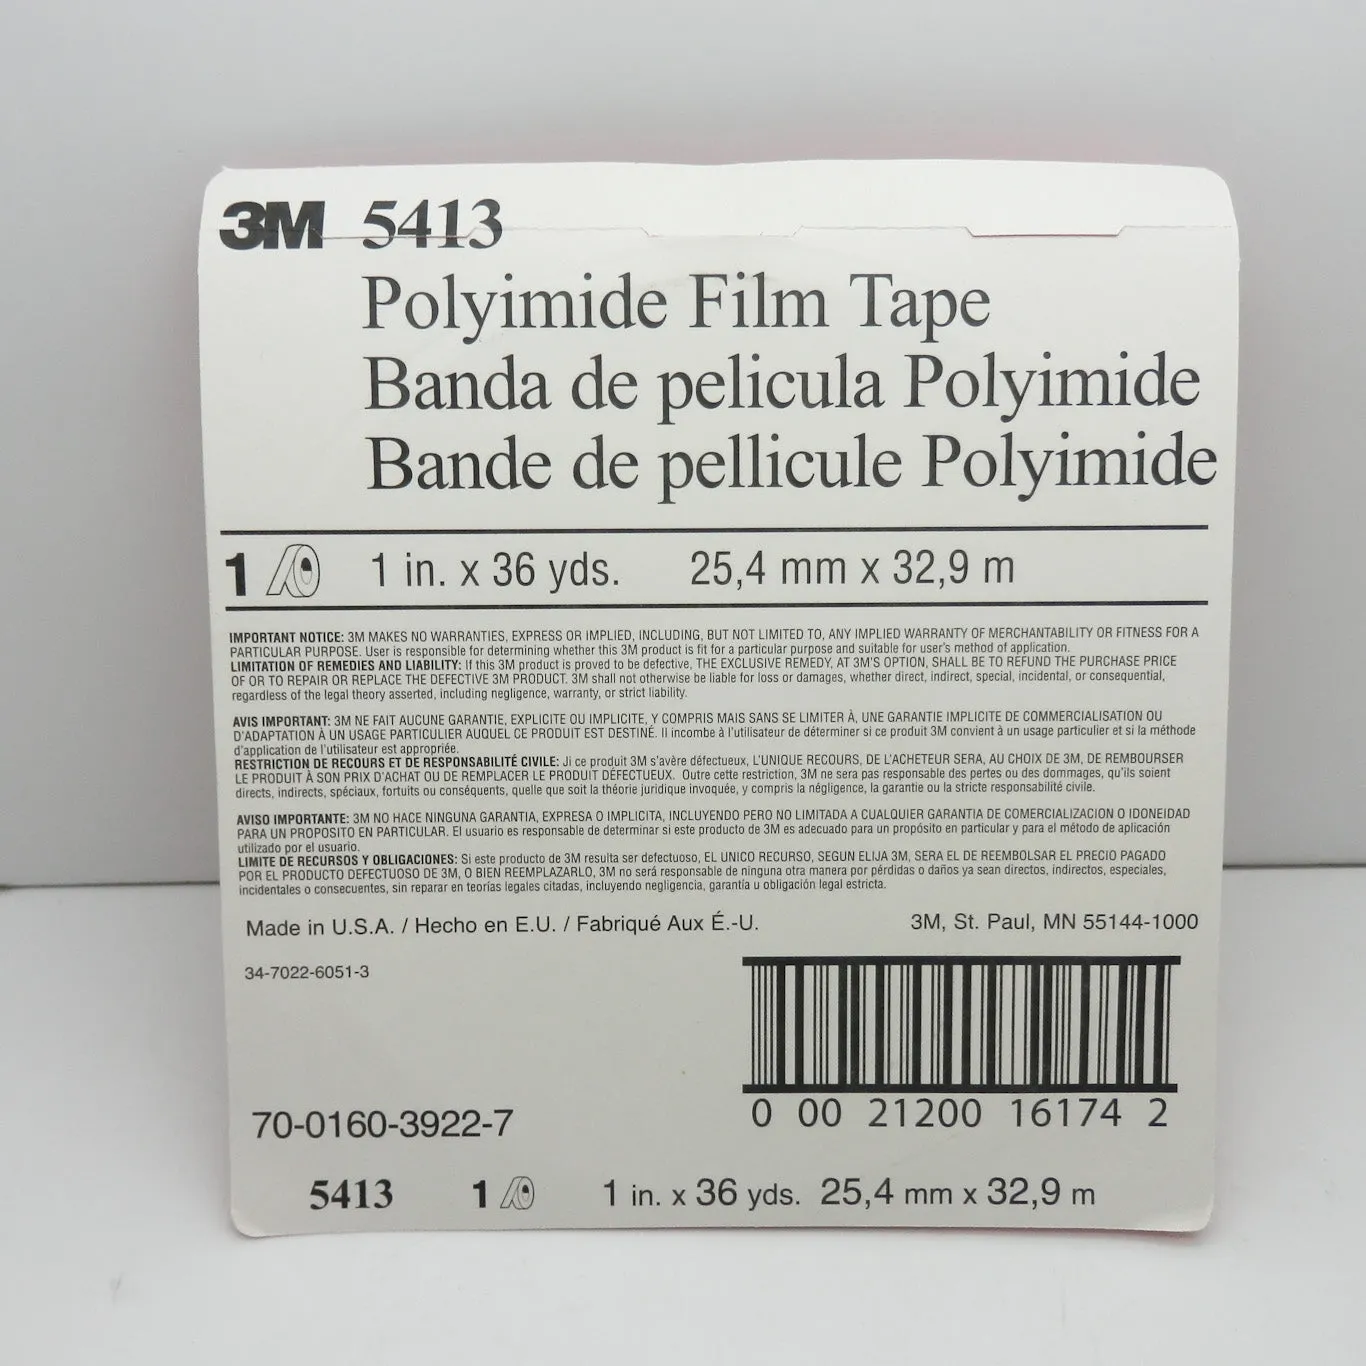 3M 5413
Polyimide Film Tape
Banda de pelicula Polyimide
Bande de pellicule Polyimide
1 1 in. x 36 yds. 25,4 mm x 32,9 m
IMPORTANT NOTICE: 3M MAKES NO WARRANTIES, EXPRESS OR IMPLIED, INCLUDING, BUT NOT LIMITED TO, ANY IMPLIED WARRANTY OF MERCHANTABILITY OR FITNESS FOR A
PARTICULAR PURPOSE. User is responsible for determining whether this 3M product is fit for a particular purpose and suitable for user's method of application.
LIMITATION OF REMEDIES AND LIABILITY: If this 3M product is proved to be defective, THE EXCLUSIVE REMEDY, AT 3M'S OPTION, SHALL BE TO REFUND THE PURCHASE PRICE
OF OR TO REPAIR OR REPLACE THE DEFECTIVE 3M PRODUCT. 3M shall not otherwise be liable for loss or damages, whether direct, indirect, special, incidental, or consequential,
regardless of the legal theory asserted, including negligence, warranty, or strict liability.
AVIS IMPORTANT: 3M NE FAIT AUCUNE GARANTIE, EXPLICITE OU IMPLICITE, Y COMPRIS MAIS SANS SE LIMITER À, UNE GARANTIE IMPLICITE DE COMMERCIALISATION OU
D'ADAPTATION À UN USAGE PARTICULIER AUQUEL CE PRODUIT EST DESTINÉ. Il incombe à l'utilisateur de déterminer si ce produit 3M convient à un usage particulier et si la méthode
d'application de l'utilisateur est appropriée.
RESTRICTION DE RECOURS ET DE RESPONSABILITÉ CIVILE: Ji ce produit 3M s'avère défectueux, L'UNIQUE RECOURS, DE L'ACHETEUR SERA, AU CHOIX DE 3M, DE REMBOURSER
LE PRODUIT À SON PRIX D'ACHAT OU DE REMPLACER LE PRODUIT DÉFECTUEUX. Outre cette restriction, 3M ne sera pas responsable des pertes ou des dommages, qu'ils soient
directs, indirects, spéciaux, fortuits ou conséquents, quelle que soit la théorie juridique invoquée, y compris la négligence, la garantie ou la stricte responsabilité civile.
AVISO IMPORTANTE: 3M NO HACE NINGUNA GARANTIA, EXPRESA O IMPLICITA, INCLUYENDO PERO NO LIMITADA A CUALQUIER GARANTIA DE COMERCIALIZACION O IDONEIDAD
PARA UN PROPOSITO EN PARTICULAR. El usuario es responsable de determinar si este producto de 3M es adecuado para un propósito en particular y para el método de aplicación
utilizado por el usuario.
LIMITE DE RECURSOS Y OBLIGACIONES: Si este producto de 3M resulta ser defectuoso, EL UNICO RECURSO, SEGUN ELIJA 3M, SERA EL DE REEMBOLSAR EL PRECIO PAGADO
POR EL PRODUCTO DEFECTUOSO DE 3M, O BIEN REEMPLAZARLO, 3M no será responsable de ninguna otra manera por pérdidas o daños ya sean directos, indirectos, especiales,
incidentales o consecuentes, sin reparar en teorías legales citadas, incluyendo negligencia, garantía u obligación legal estricta.
Made in U.S.A. / Hecho en E.U. / Fabriqué Aux É.-U. 3M, St. Paul, MN 55144-1000
34-7022-6051-3
0 00 21200 16174 2
70-0160-3922-7
5413 1 1 in. x 36 yds. 25,4 mm x 32,9 m